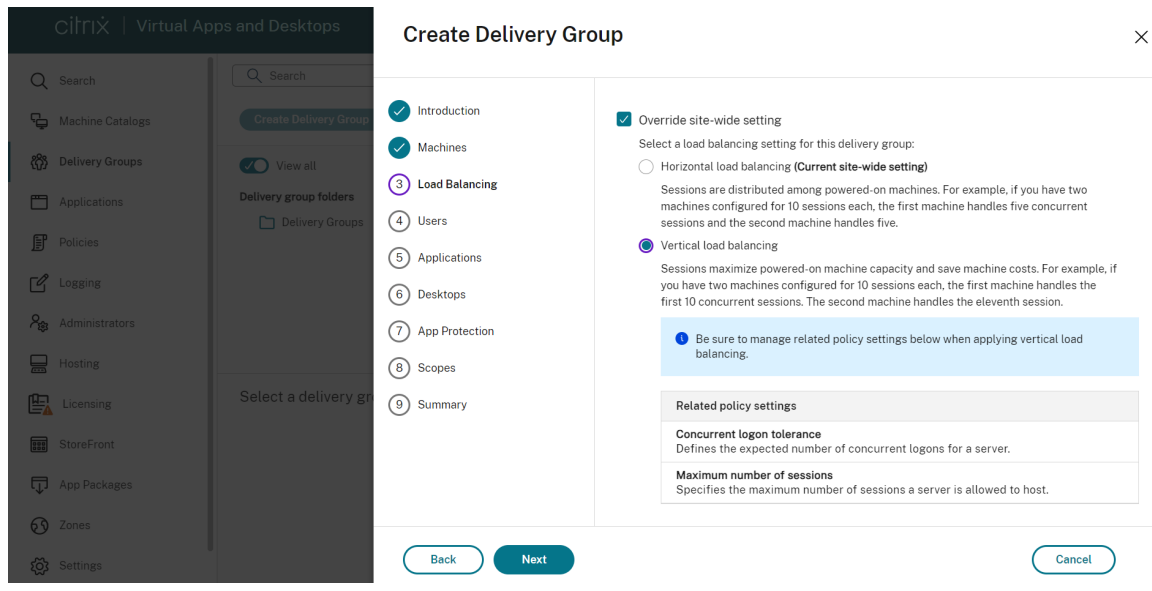 citrix | Virtual Apps and Desktops
Search
Machine Catalogs
Delivery Groups
Applications
Policies
Logging
Administrators
Hosting
Licensing
StoreFront
App Packages
Zones
Settings
Search
Create Delivery Group
View all
Delivery group folders
Delivery Groups
Select a delivery gr
Create Delivery Group
Introduction
Machines
3 Load Balancing
4 Users
5 Applications
6 Desktops
7 App Protection
8 Scopes
9 Summary
Override site-wide setting
Select a load balancing setting for this delivery group:
Horizontal load balancing (Current site-wide setting)
Sessions are distributed among powered-on machines. For example, if you have two
machines configured for 10 sessions each, the first machine handles five concurrent
sessions and the second machine handles five.
Vertical load balancing
Sessions maximize powered-on machine capacity and save machine costs. For example, if
you have two machines configured for 10 sessions each, the first machine handles the
first 10 concurrent sessions. The second machine handles the eleventh session.
Be sure to manage related policy settings below when applying vertical load
balancing.
Related policy settings
Concurrent logon tolerance
Defines the expected number of concurrent logons for a server.
Maximum number of sessions
Specifies the maximum number of sessions a server is allowed to host.
Back
Next
Cancel